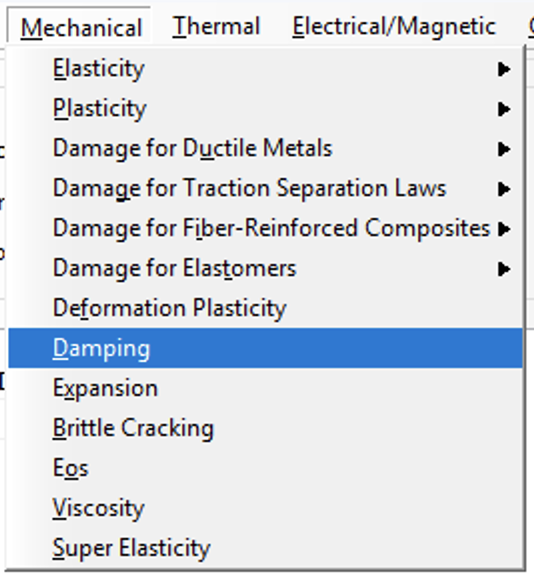 Mechanical Thermal Electrical/Magnetic
Elasticity
Plasticity
Damage for Ductile Metals
Damage for Traction Separation Laws
Damage for Fiber-Reinforced Composites
Damage for Elastomers
Deformation Plasticity
Damping
Expansion
Brittle Cracking
Eos
Viscosity
Super Elasticity